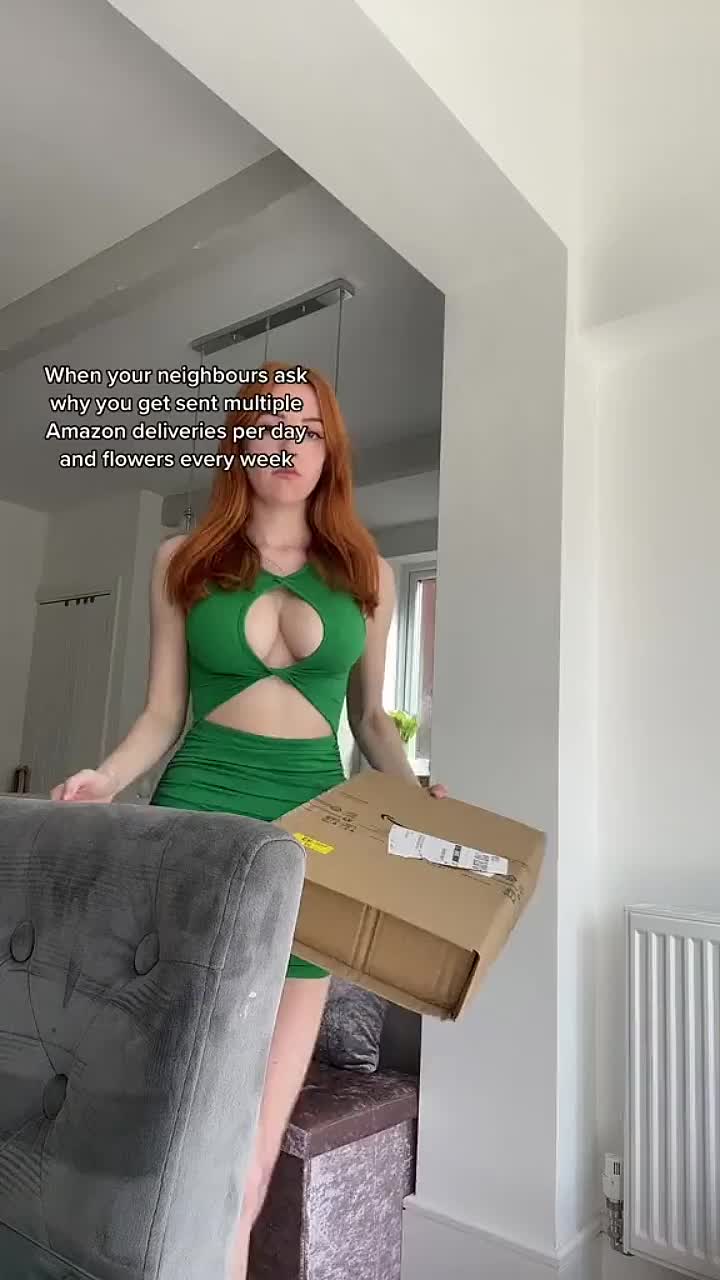 When your neighbours ask
why you get sent multiple
Amazon deliveries per day
and flowers every week